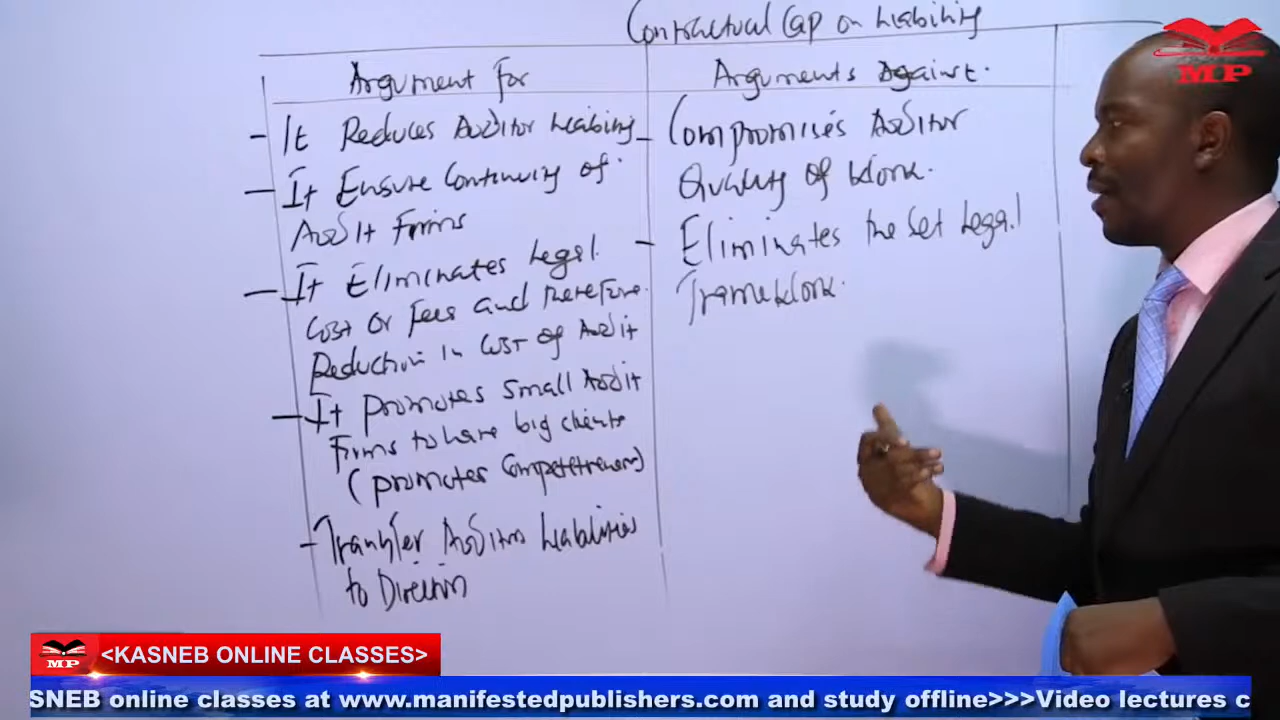 Contractual Cap on Liability
Argument for
- It Reduces Auditor Liability
- It Ensure Continuity of
Audit Firms
- It Eliminates Legal
Cost or Fees and therefore
Reduction in Cost of Audit
- It promotes small Audit
Firms to have big clients
(promotes Competitiveness)
- Transfer Auditors Liabilities
to Directors
Arguments Against.
- Compromises Auditor
Quality of Work.
- Eliminates the Set Legal
Framework.
MP
MP
<KASNEB ONLINE CLASSES>
SNEB online classes at www.manifestedpublishers.com and study offline>>>Video lectures c